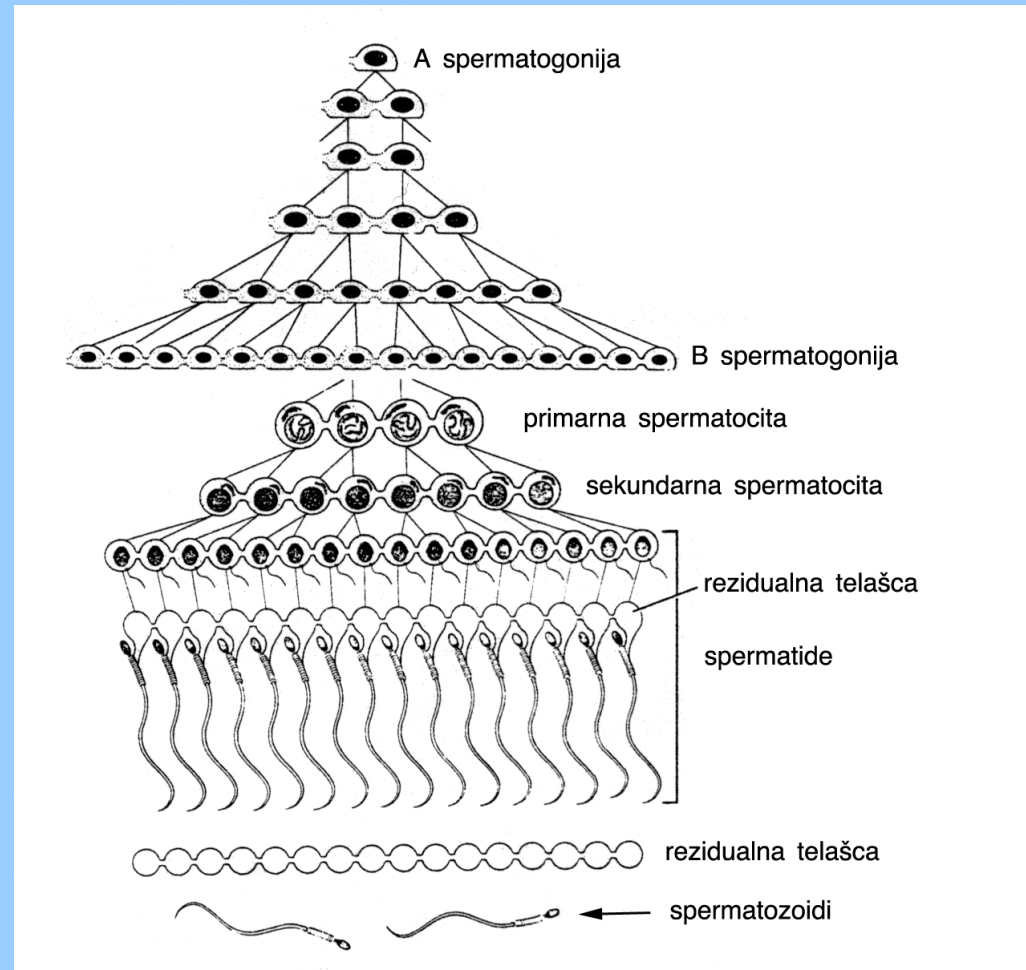 A spermatogonija
B spermatogonija
primarna spermatocita
sekundarna spermatocita
rezidualna telašca
spermatide
rezidualna telašca
spermatozoidi